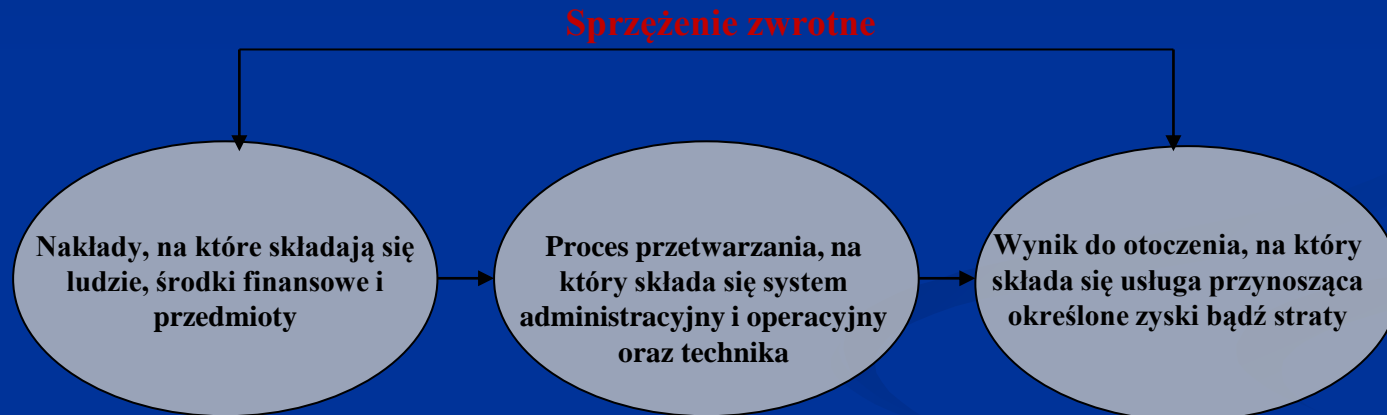 Sprzężenie zwrotne
Nakłady, na które składają się
ludzie, środki finansowe i
przedmioty
Proces przetwarzania, na
który składa się system
administracyjny i operacyjny
oraz technika
Wynik do otoczenia, na który
składa się usługa przynosząca
określone zyski bądź straty